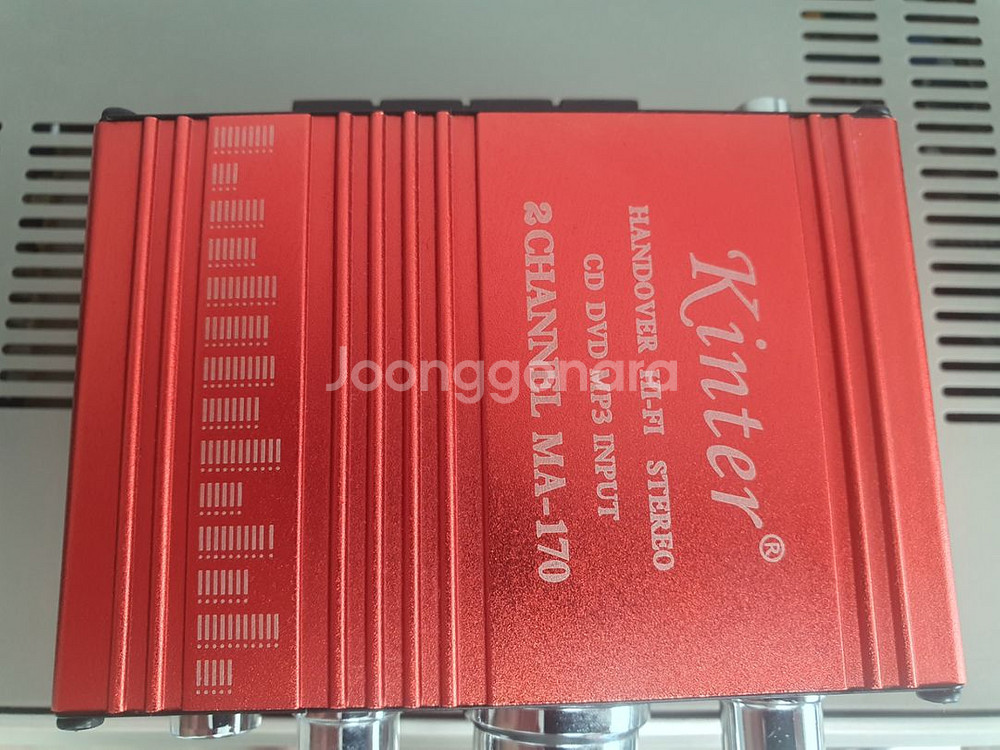 Kinter®
HANDOVER HI-FI STEREO
CD DVD MP3 INPUT
2CHANNEL MA-170
Joonggonara